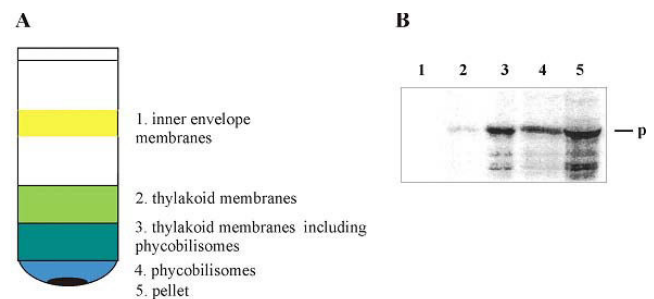 A
1. inner envelope
membranes
2. thylakoid membranes
3. thylakoid membranes including
phycobilisomes
4. phycobilisomes
5. pellet
B
1 2 3 4 5
p